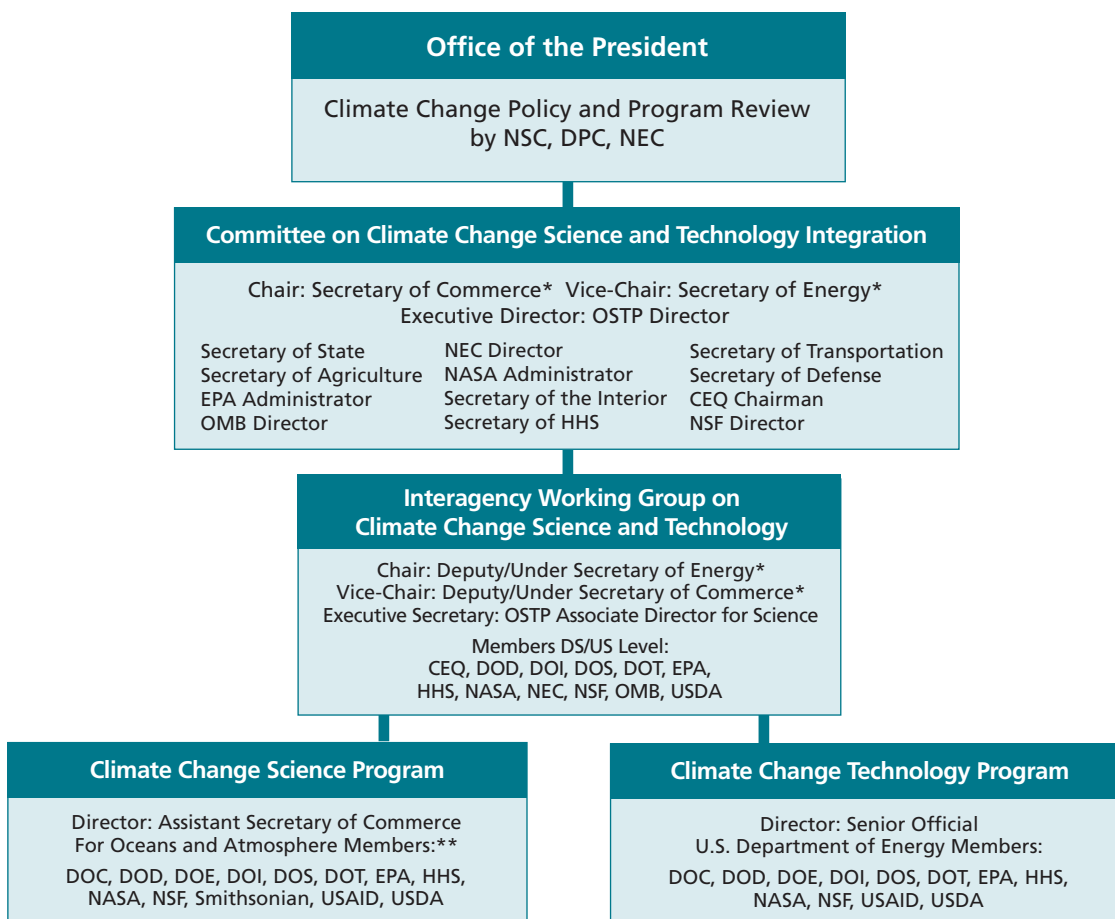 Office of the President
Climate Change Policy and Program Review
by NSC, DPC, NEC
Committee on Climate Change Science and Technology Integration
Chair: Secretary of Commerce* Vice-Chair: Secretary of Energy*
Executive Director: OSTP Director
Secretary of State
Secretary of Agriculture
EPA Administrator
OMB Director
NEC Director
NASA Administrator
Secretary of the Interior
Secretary of HHS
Secretary of Transportation
Secretary of Defense
CEQ Chairman
NSF Director
Interagency Working Group on
Climate Change Science and Technology
Chair: Deputy/Under Secretary of Energy*
Vice-Chair: Deputy/Under Secretary of Commerce*
Executive Secretary: OSTP Associate Director for Science
Members DS/US Level:
CEQ, DOD, DOI, DOS, DOT, EPA,
HHS, NASA, NEC, NSF, OMB, USDA
Climate Change Science Program
Director: Assistant Secretary of Commerce
For Oceans and Atmosphere Members:**
DOC, DOD, DOE, DOI, DOS, DOT, EPA, HHS,
NASA, NSF, Smithsonian, USAID, USDA
Climate Change Technology Program
Director: Senior Official
U.S. Department of Energy Members:
DOC, DOD, DOE, DOI, DOS, DOT, EPA, HHS,
NASA, NSF, USAID, USDA